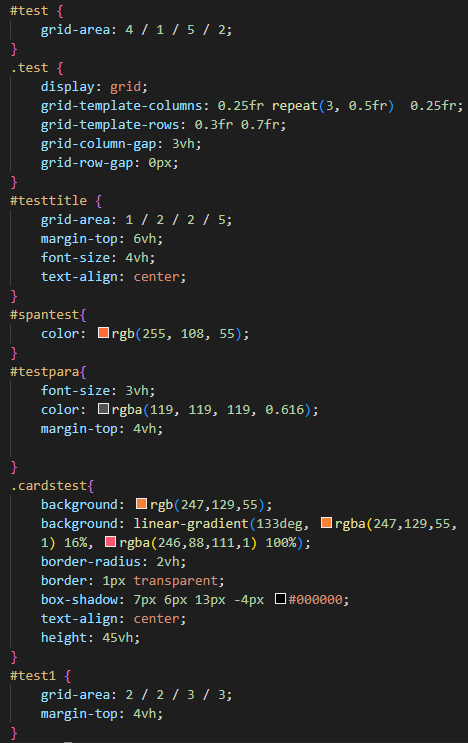 #test {
grid-area: 4 / 1 / 5 / 2;
}
.test {
display: grid;
grid-template-columns: 0.25fr repeat(3, 0.5fr)  0.25fr;
grid-template-rows: 0.3fr 0.7fr;
grid-column-gap: 3vh;
grid-row-gap: 0px;
}
#testtitle {
grid-area: 1 / 2 / 2 / 5;
margin-top: 6vh;
font-size: 4vh;
text-align: center;
}
#spantest{
color: rgb(255, 108, 55);
}
#testpara{
font-size: 3vh;
color: rgba(119, 119, 119, 0.616);
margin-top: 4vh;
}
.cardstest{
background: rgb(247,129,55);
background: linear-gradient(133deg, rgba(247,129,55,
1) 16%, rgba(246,88,111,1) 100%);
border-radius: 2vh;
border: 1px transparent;
box-shadow: 7px 6px 13px -4px #000000;
text-align: center;
height: 45vh;
}
#test1 {
grid-area: 2 / 2 / 3 / 3;
margin-top: 4vh;
}